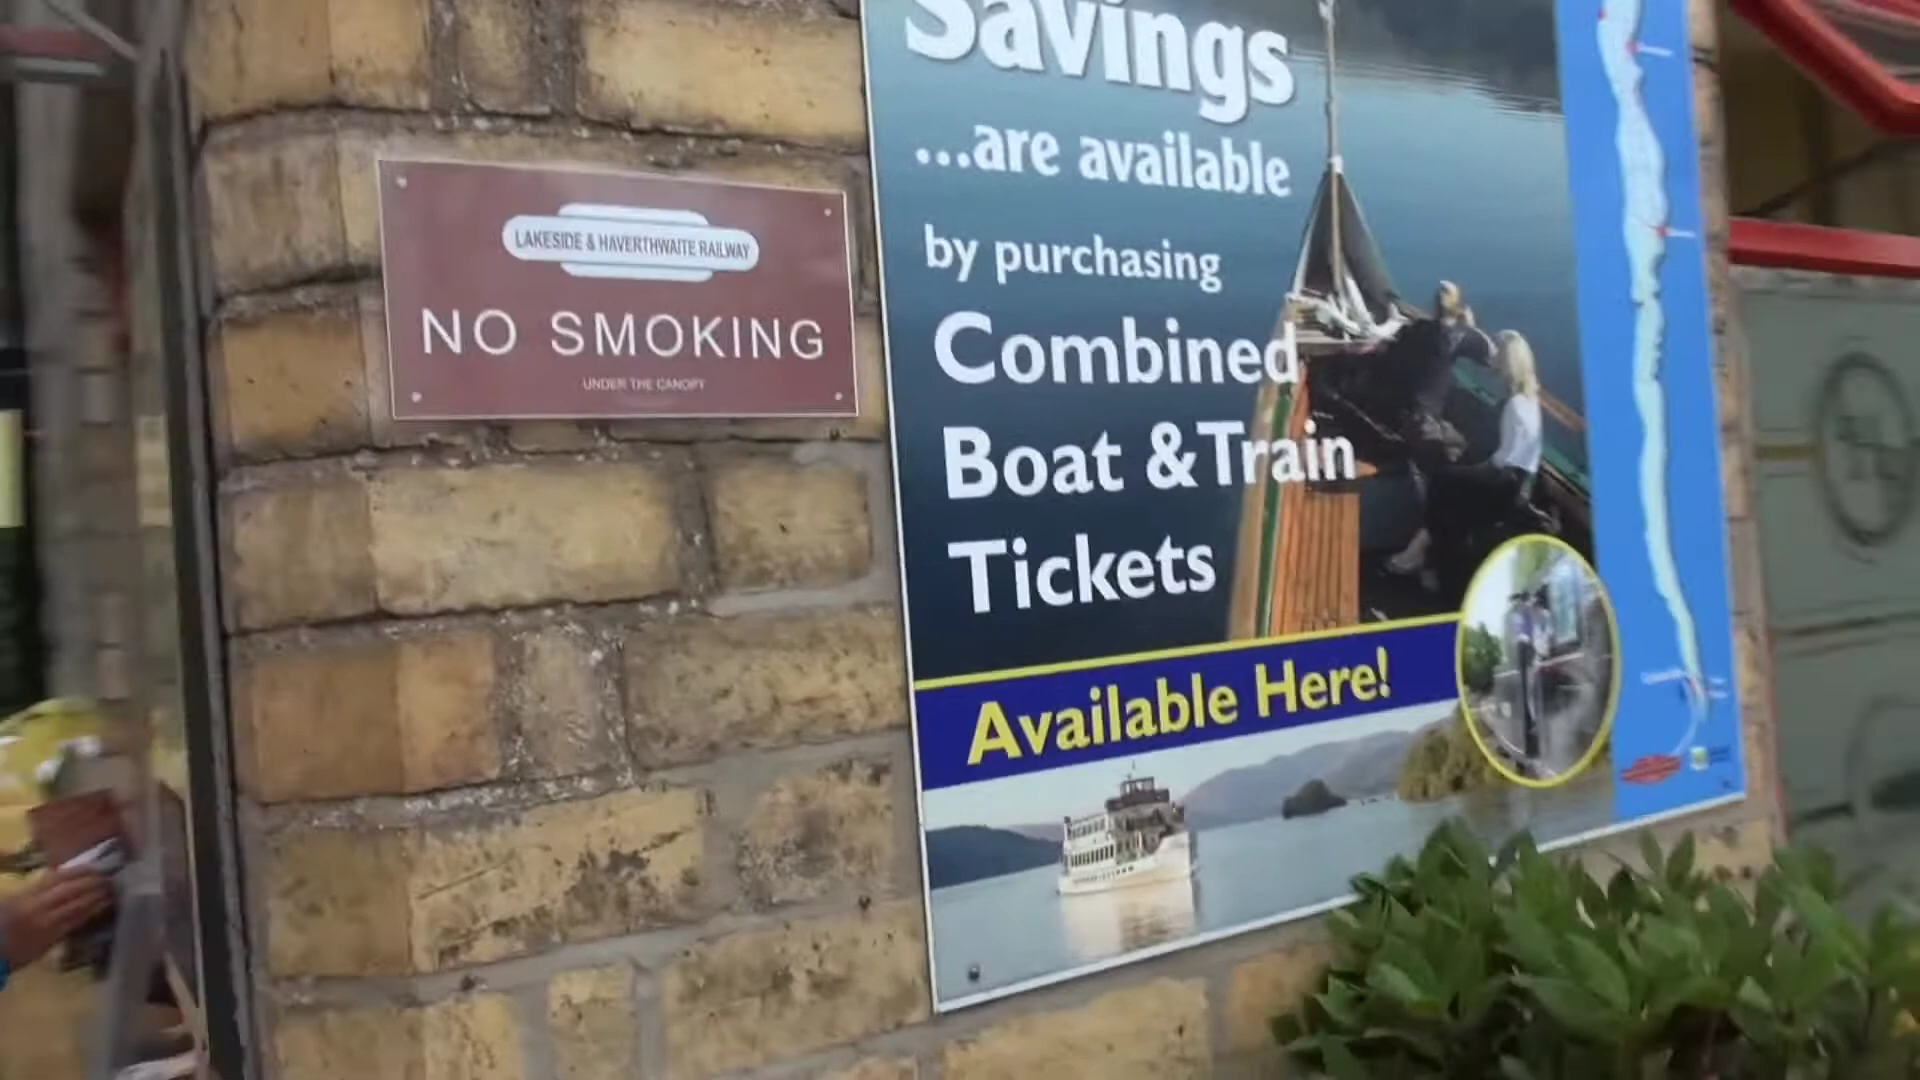 LAKESIDE & HAVERTHWAITE RAILWAY
NO SMOKING
UNDER THE CANOPY
Savings
...are available
by purchasing
Combined
Boat & Train
Tickets
Available Here!